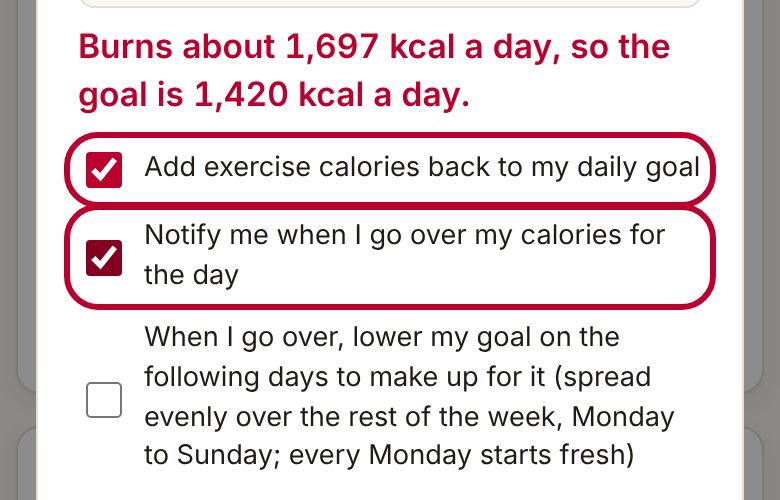 Burns about 1,697 kcal a day, so the
goal is 1,420 kcal a day.
Add exercise calories back to my daily goal
Notify me when I go over my calories for
the day
When I go over, lower my goal on the
following days to make up for it (spread
evenly over the rest of the week, Monday
to Sunday; every Monday starts fresh)